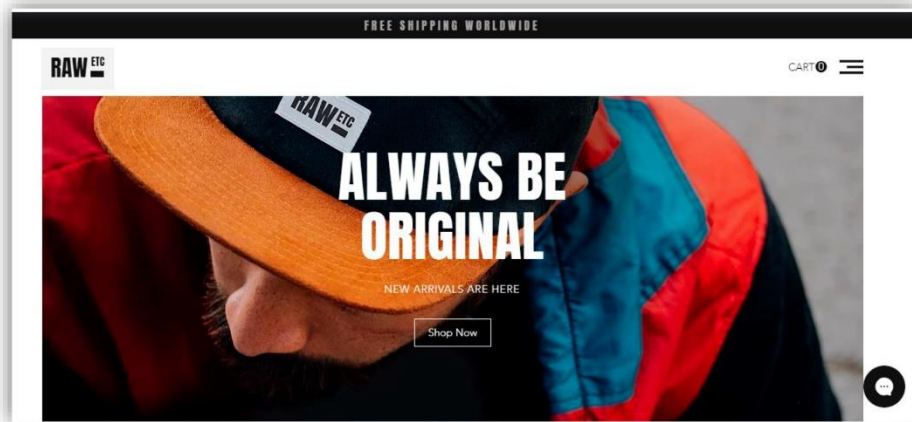 FREE SHIPPING WORLDWIDE
RAW ETC
CART 0
RAW ETC
ALWAYS BE
ORIGINAL
NEW ARRIVALS ARE HERE
Shop Now